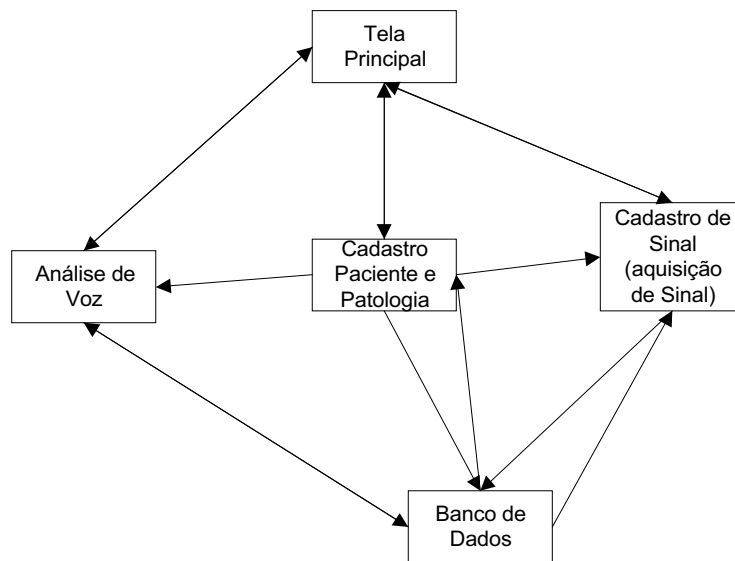 Tela
Principal
Análise de
Voz
Cadastro
Paciente e
Patologia
Cadastro de
Sinal
(aquisição
de Sinal)
Banco de
Dados